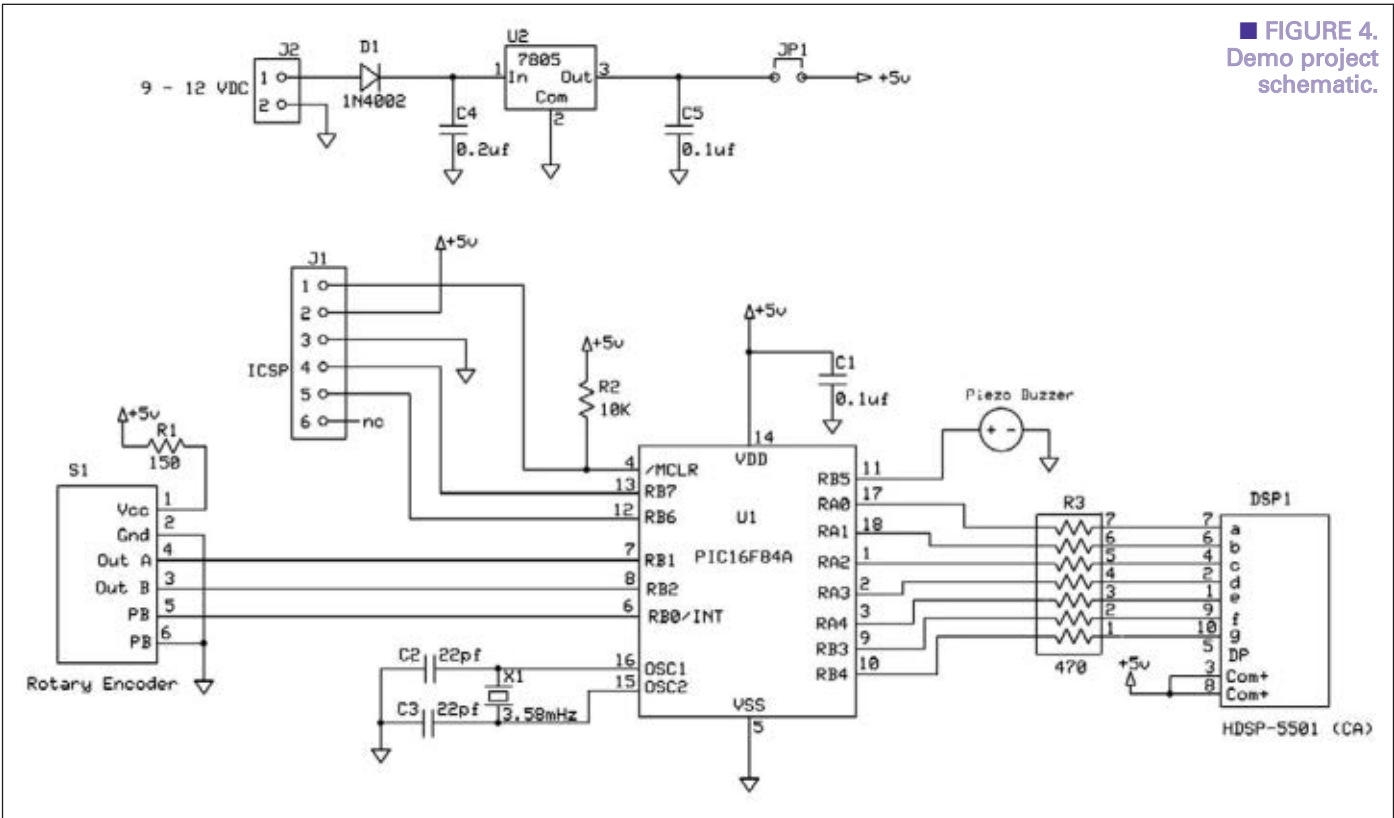 ■ FIGURE 4.
Demo project
schematic.
J2
9 - 12 VDC
1
2
D1
1N4002
C4
0.2uf
U2
7805
1
In
Out
3
Com
2
C5
0.1uf
JP1
+5v
J1
ICSP
1
2
3
4
5
6
nc
+5v
+5v
R2
10K
+5v
C1
0.1uf
Piezo Buzzer
+ -
+5v
R1
150
S1
Vcc
1
Gnd
2
Out A
4
Out B
3
PB
5
PB
6
Rotary Encoder
C2
22pf
C3
22pf
X1
3.58mHz
14
VDD
4
/MCLR
13
RB7
12
RB6
U1
PIC16F84A
7
RB1
8
RB2
6
RB0/INT
16
OSC1
15
OSC2
VSS
5
RB5
11
RA0
17
RA1
18
RA2
1
RA3
2
RA4
3
RB3
9
RB4
10
R3
7
6
5
4
3
2
1
470
DSP1
7
a
6
b
4
c
2
d
1
e
9
f
10
g
5
DP
3
Com+
8
Com+
+5v
HDSP-5501 (CA)